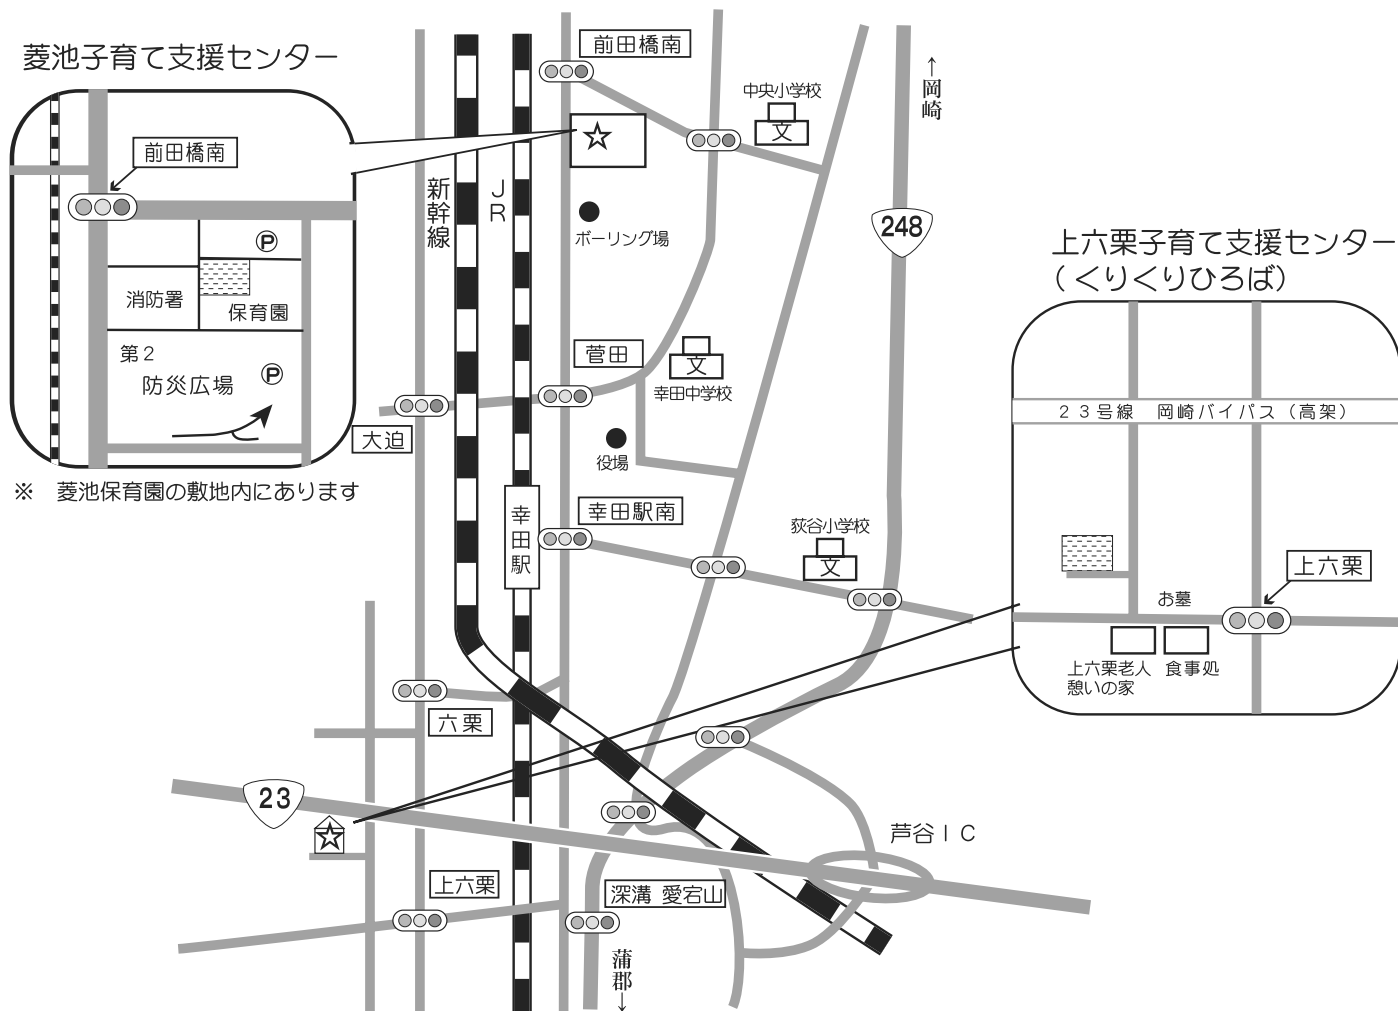 菱池子育て支援センター
前田橋南
Ⓟ
消防署
保育園
第２
防災広場
Ⓟ
※　菱池保育園の敷地内にあります
前田橋南
中央小学校
文
↑岡崎
新幹線
ＪＲ
ボーリング場
248
菅田
文
幸田中学校
大迫
役場
幸田駅
幸田駅南
荻谷小学校
文
六栗
23
芦谷ＩＣ
上六栗
深溝 愛宕山
蒲郡↓
上六栗子育て支援センター
（くりくりひろば）
２３号線　岡崎バイパス（高架）
上六栗
お墓
上六栗老人
憩いの家
食事処